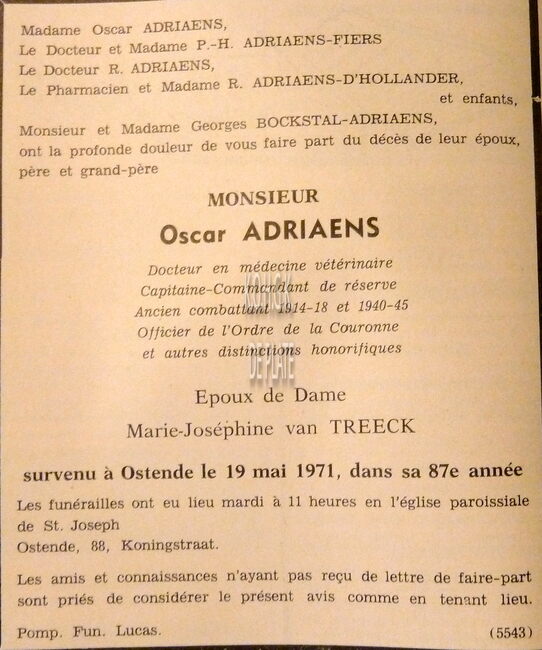 Madame Oscar ADRIAENS,
Le Docteur et Madame P.-H. ADRIAENS-FIERS
Le Docteur R. ADRIAENS,
Le Pharmacien et Madame R. ADRIAENS-D'HOLLANDER,
et enfants,
Monsieur et Madame Georges BOCKSTAL-ADRIAENS,
ont la profonde douleur de vous faire part du décès de leur époux,
père et grand-père
MONSIEUR
Oscar ADRIAENS
Docteur en médecine vétérinaire
Capitaine-Commandant de réserve
Ancien combattant 1914-18 et 1940-45
Officier de l'Ordre de la Couronne
et autres distinctions honorifiques
DE PLATE
Epoux de Dame
Marie-Joséphine van TREECK
survenu à Ostende le 19 mai 1971, dans sa 87e année
Les funérailles ont eu lieu mardi à 11 heures en l'église paroissiale
de St. Joseph
Ostende, 88, Koningstraat.
Les amis et connaissances n'ayant pas reçu de lettre de faire-part
sont priés de considérer le présent avis comme en tenant lieu.
Pomp. Fun. Lucas. (5543)